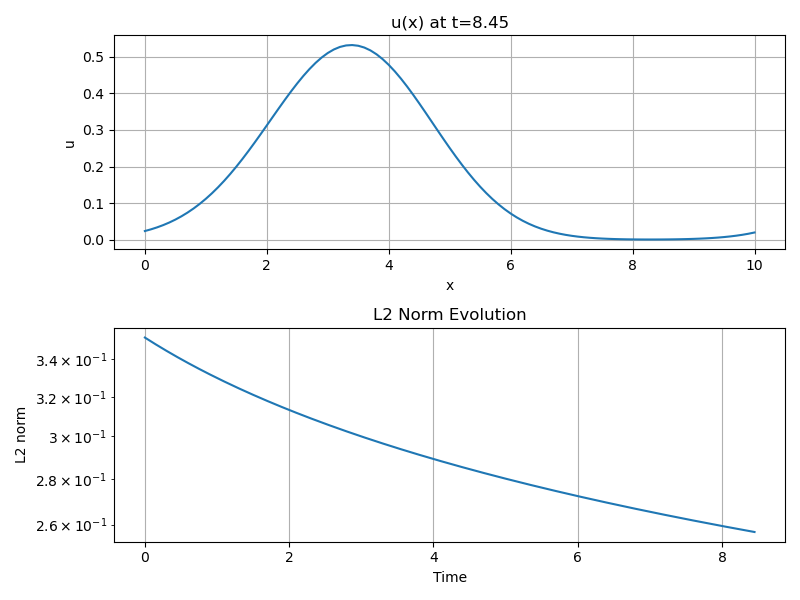 u(x) at t=8.45
u
0.5
0.4
0.3
0.2
0.1
0.0
0 2 4 6 8 10
x
L2 Norm Evolution
L2 norm
3.4 × 10⁻¹
3.2 × 10⁻¹
3 × 10⁻¹
2.8 × 10⁻¹
2.6 × 10⁻¹
0 2 4 6 8
Time